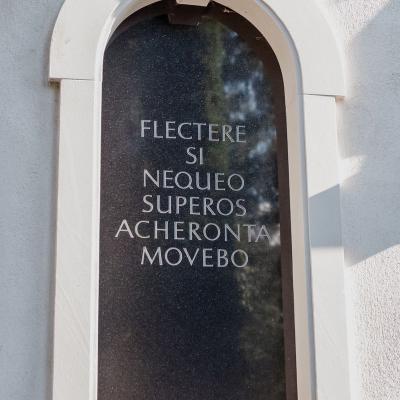 FLECTERE
SI
NEQUEO
SUPEROS
ACHERONTA
MOVEBO